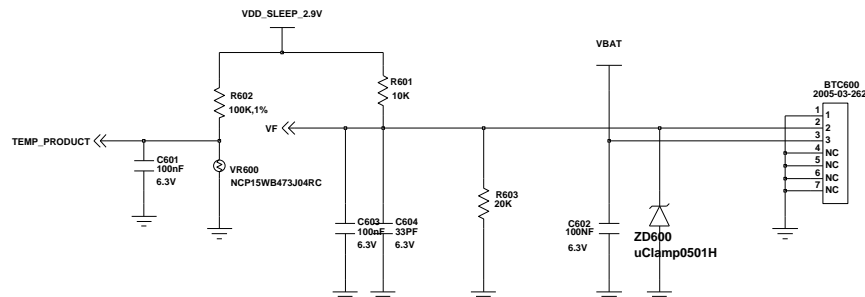 VDD_SLEEP_2.9V
VBAT
BTC600
2005-03-262
R601
10K
R602
100K,1%
TEMP_PRODUCT
VF
1 1
2 2
3 3
4 NC
5 NC
6 NC
7 NC
C601
100nF
6.3V
VR600
NCP15WB473J04RC
R603
20K
C603
100nF
6.3V
C604
33PF
6.3V
C602
100NF
6.3V
ZD600
uClamp0501H